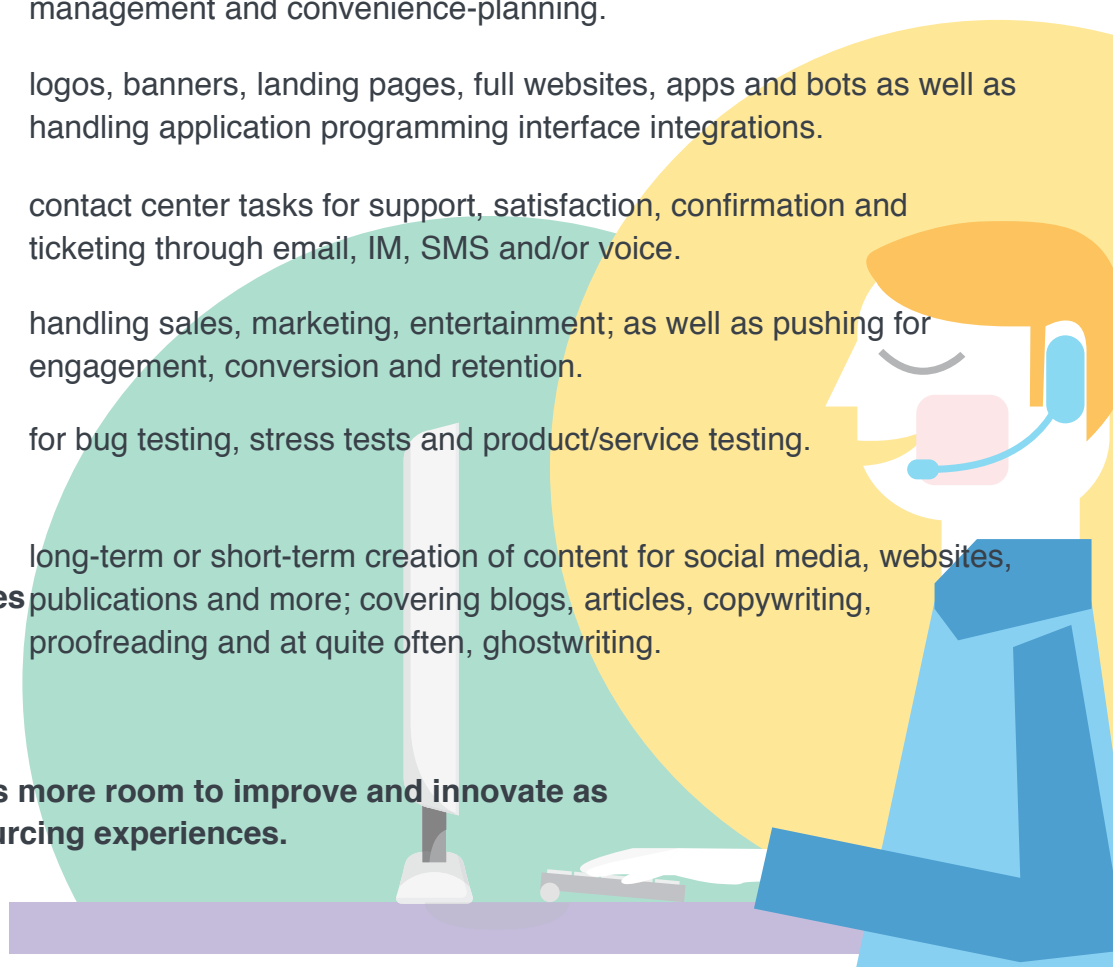 management and convenience-planning.
logos, banners, landing pages, full websites, apps and bots as well as
handling application programming interface integrations.
contact center tasks for support, satisfaction, confirmation and
ticketing through email, IM, SMS and/or voice.
handling sales, marketing, entertainment; as well as pushing for
engagement, conversion and retention.
for bug testing, stress tests and product/service testing.
long-term or short-term creation of content for social media, websites,
publications and more; covering blogs, articles, copywriting,
proofreading and at quite often, ghostwriting.
more room to improve and innovate as
experiences.